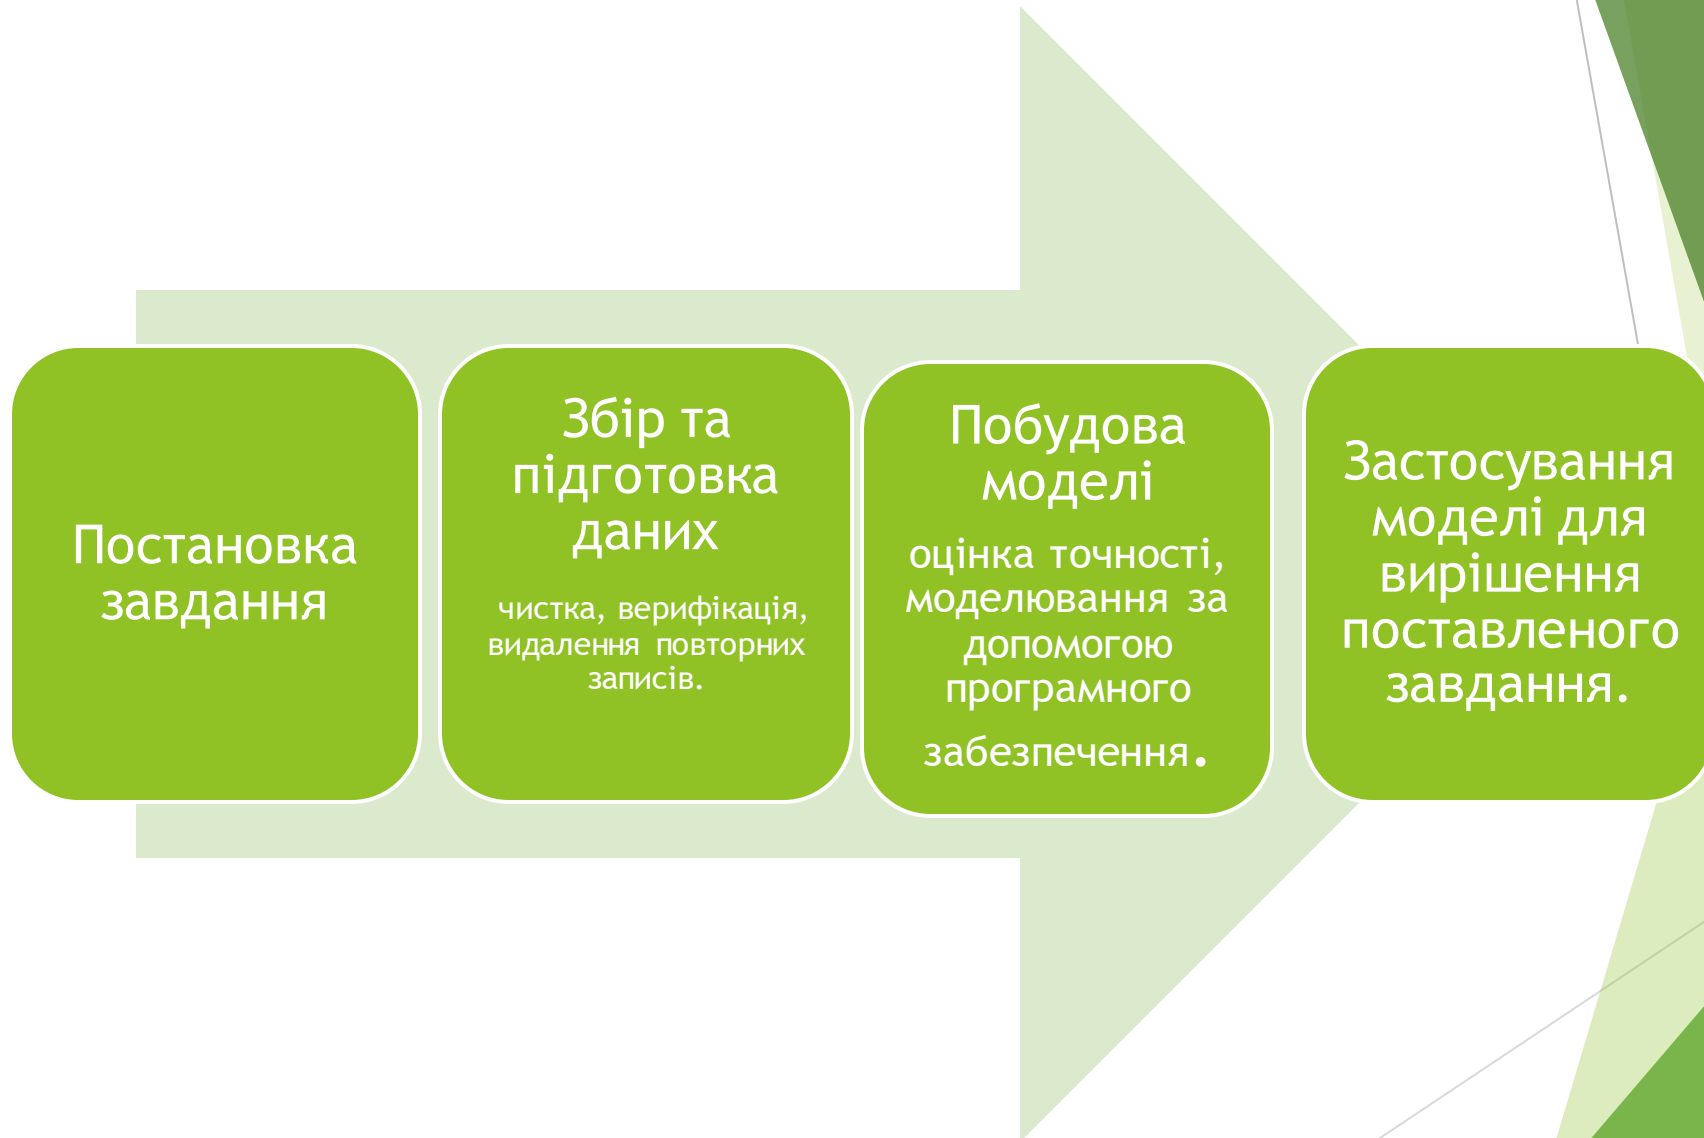 Постановка
завдання
Збір та
підготовка
даних
чистка, верифікація,
видалення повторних
записів.
Побудова
моделі
оцінка точності,
моделювання за
допомогою
програмного
забезпечення.
Застосування
моделі для
вирішення
поставленого
завдання.